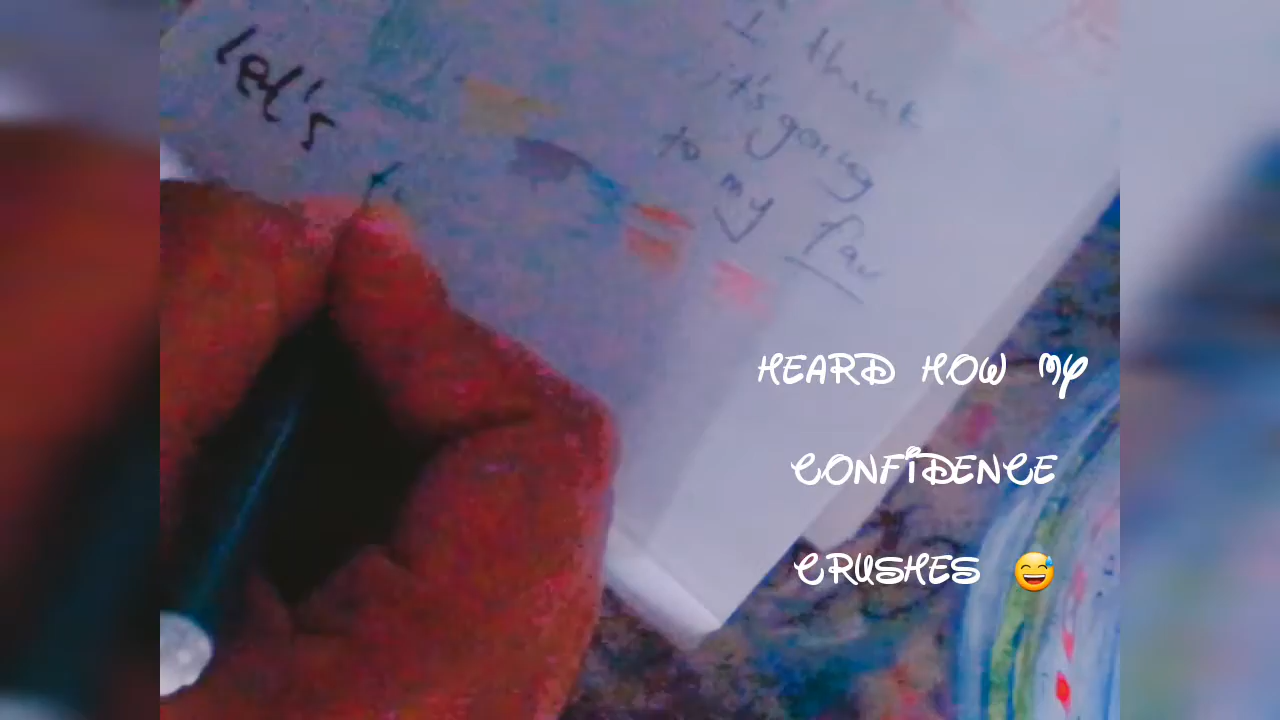 let's
I think
it's going
to my fav
HEARD HOW MY
CONFIDENCE
CRUSHES 😅